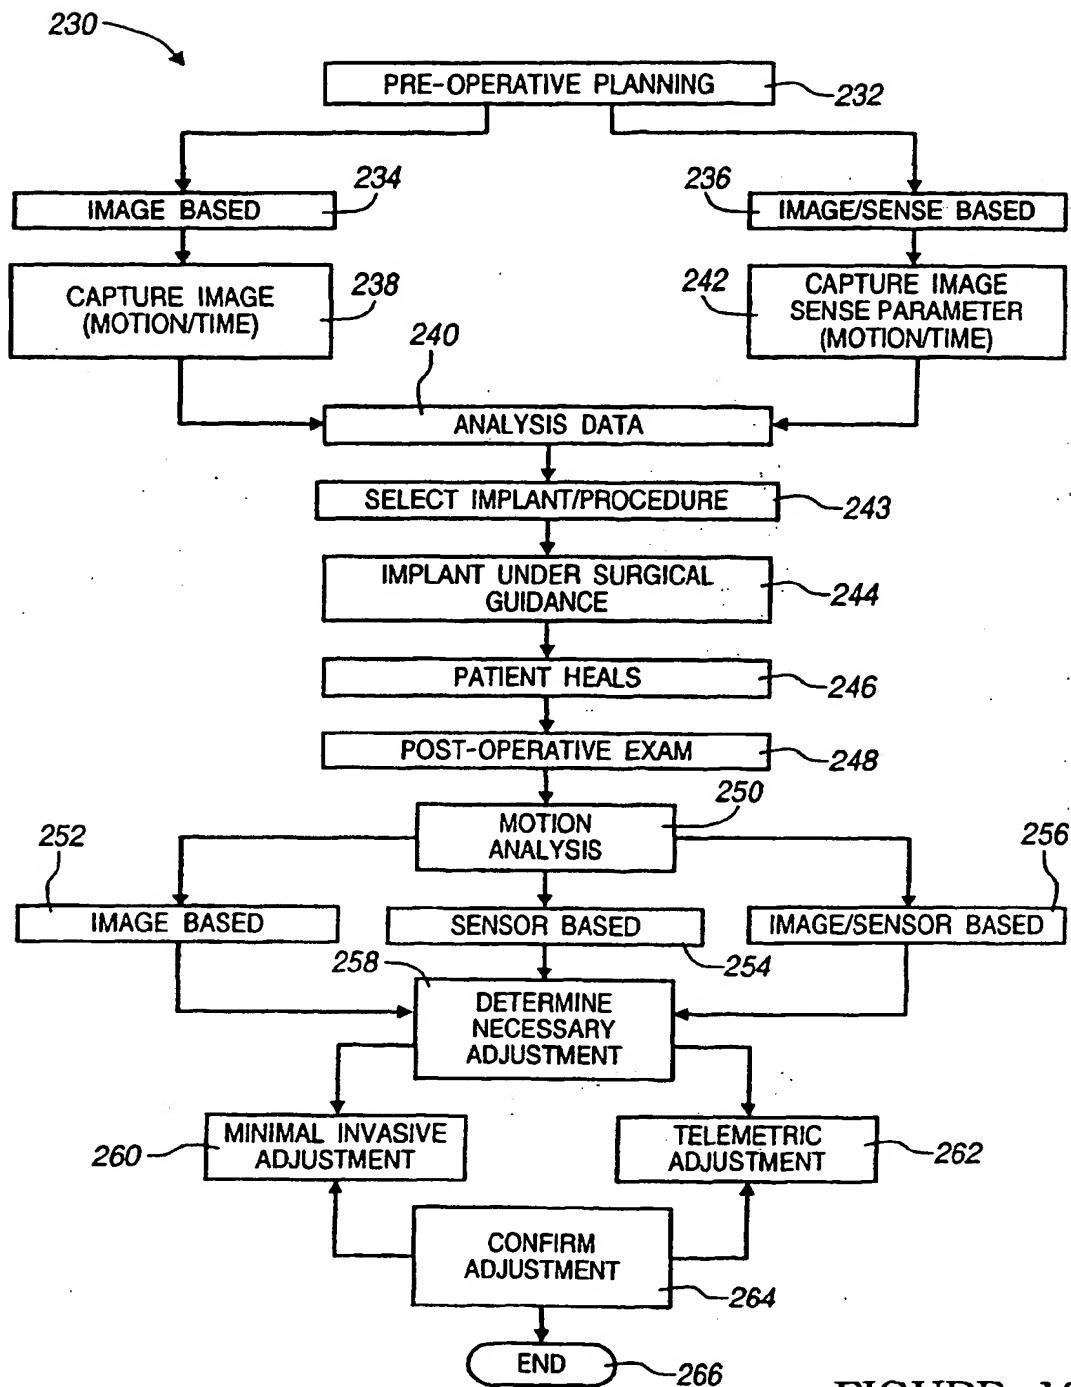 230
PRE-OPERATIVE PLANNING
232
234
236
IMAGE BASED
IMAGE/SENSE BASED
CAPTURE IMAGE
(MOTION/TIME)
238
242
CAPTURE IMAGE
SENSE PARAMETER
(MOTION/TIME)
240
ANALYSIS DATA
SELECT IMPLANT/PROCEDURE
243
IMPLANT UNDER SURGICAL
GUIDANCE
244
PATIENT HEALS
246
POST-OPERATIVE EXAM
248
250
MOTION
ANALYSIS
252
256
IMAGE BASED
SENSOR BASED
IMAGE/SENSOR BASED
254
258
DETERMINE
NECESSARY
ADJUSTMENT
260
MINIMAL INVASIVE
ADJUSTMENT
TELEMETRIC
ADJUSTMENT
262
CONFIRM
ADJUSTMENT
264
END
266
FIGURE